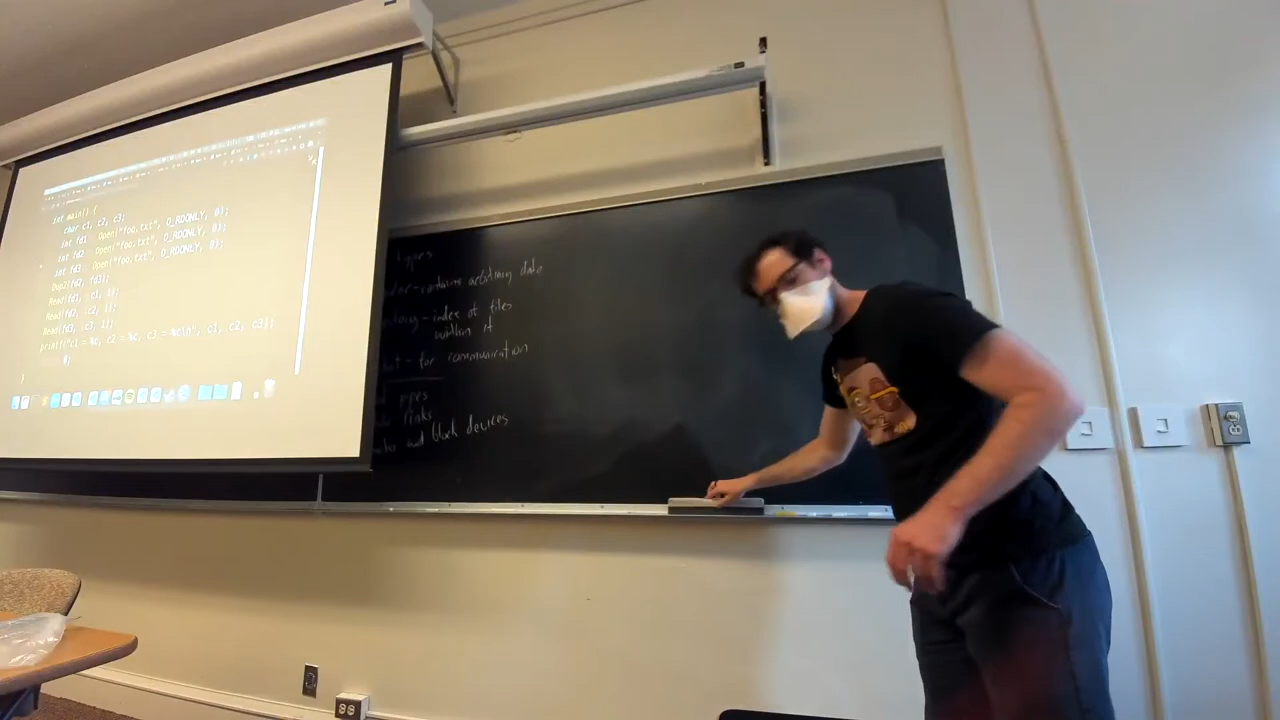 int main() {
char c1, c2, c3;
int fd1 Open("foo.txt", O_RDONLY, 0);
int fd2 Open("foo.txt", O_RDONLY, 0);
int fd3 Open("foo.txt", O_RDONLY, 0);
Dup2(fd2, fd3);
Read(fd1, c1, 1);
Read(fd2, c2, 1);
Read(fd3, c3, 1);
printf("c1 = %c, c2 = %c, c3 = %c\n", c1, c2, c3);
0;
}
types
-contains arbitrary data
-index of files
within it
- for communication
pipes
links
and block devices